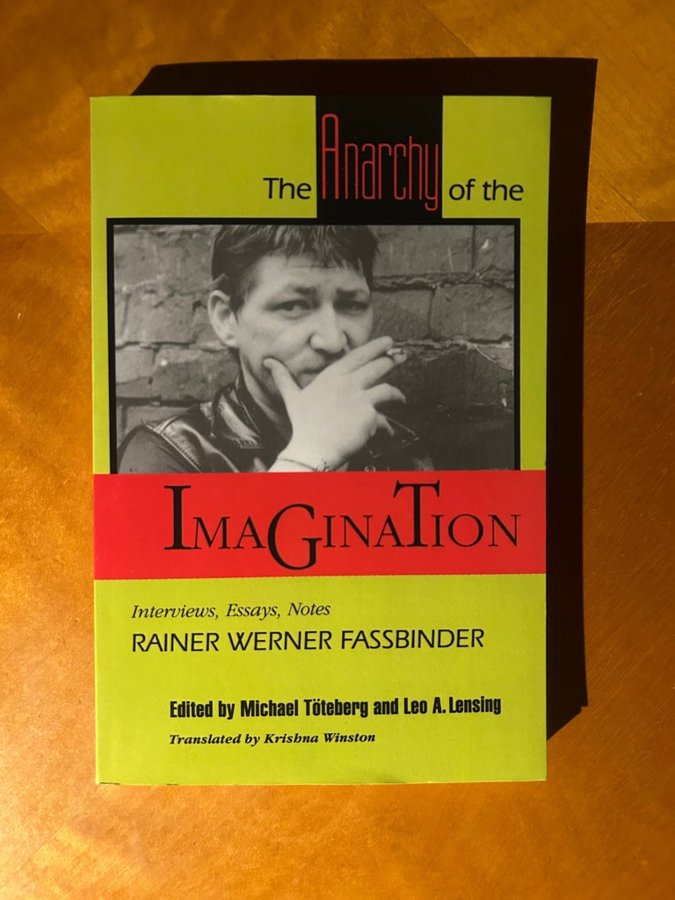 The Anarchy of the
IMAGINATION
Interviews, Essays, Notes
RAINER WERNER FASSBINDER
Edited by Michael Töteberg and Leo A. Lensing
Translated by Krishna Winston